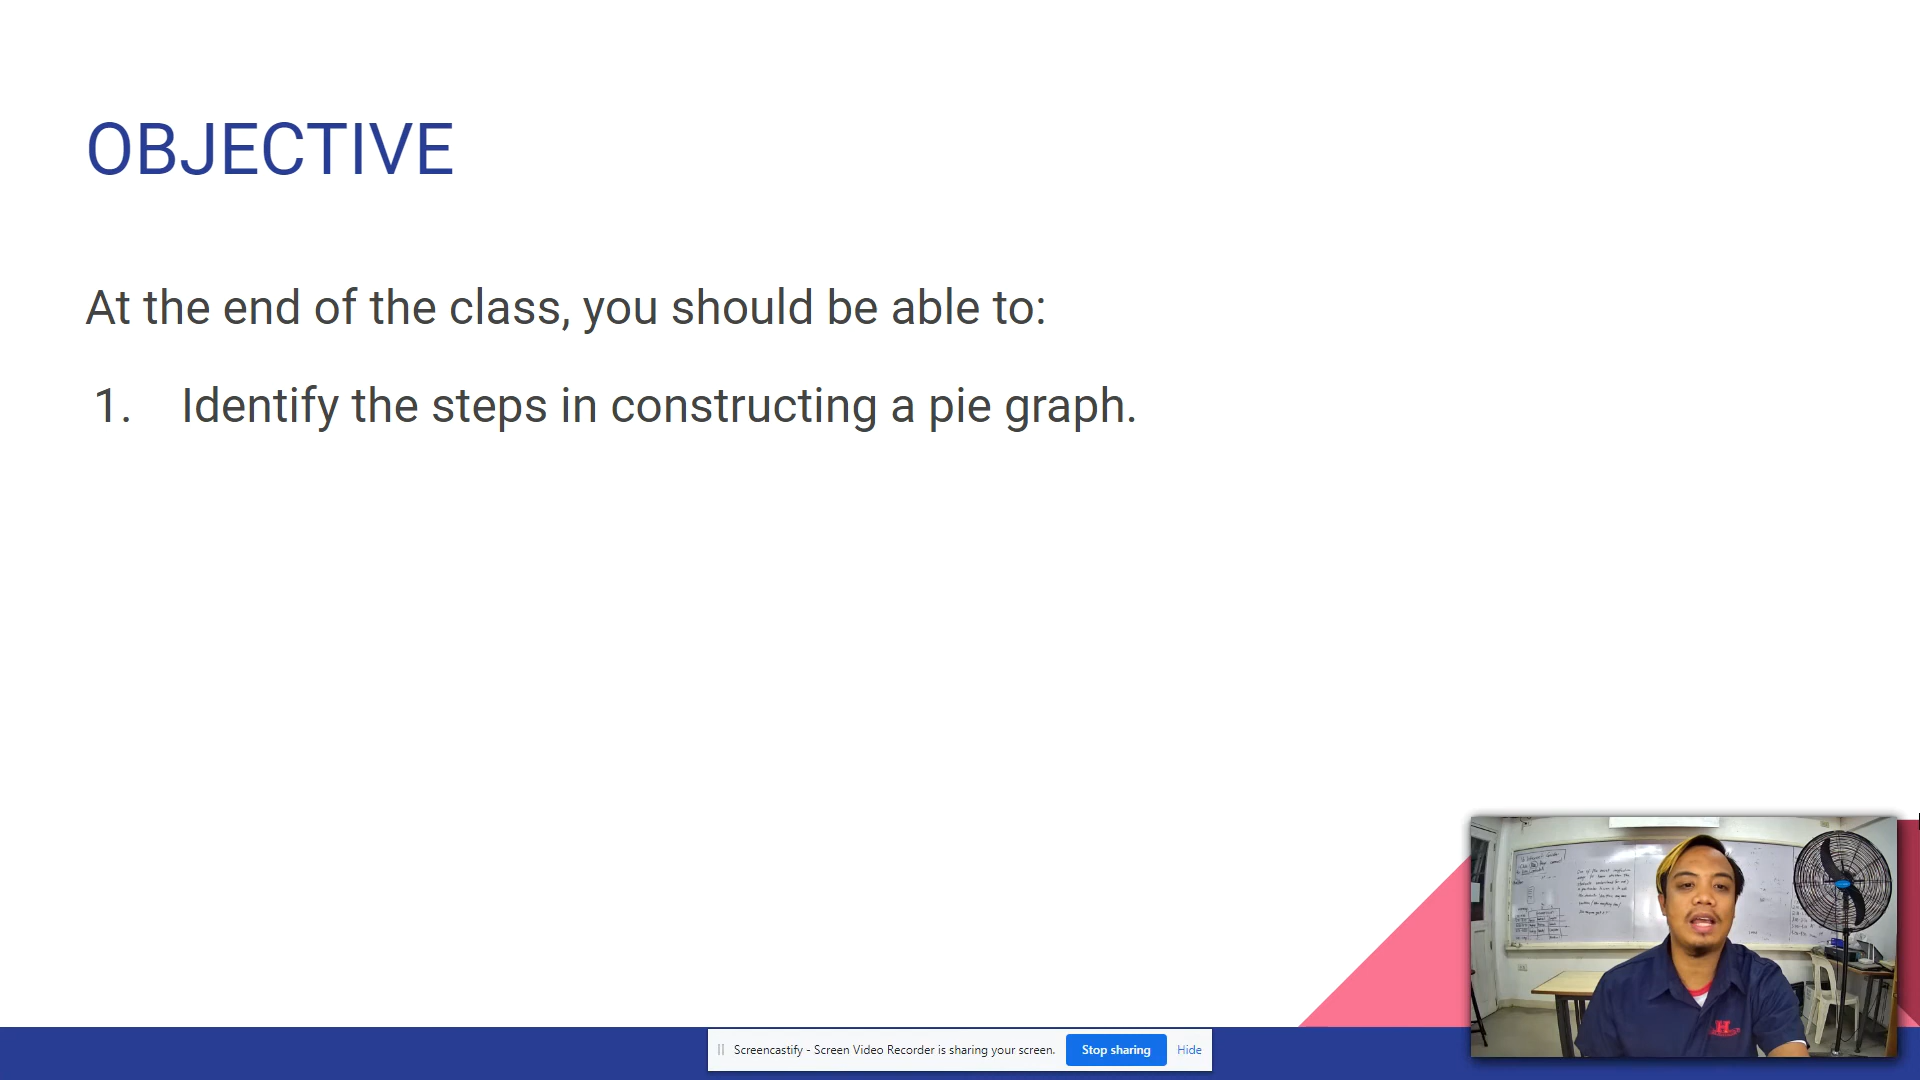 OBJECTIVE
At the end of the class, you should be able to:
1. Identify the steps in constructing a pie graph.
Screencastify - Screen Video Recorder is sharing your screen.
Stop sharing
Hide
H